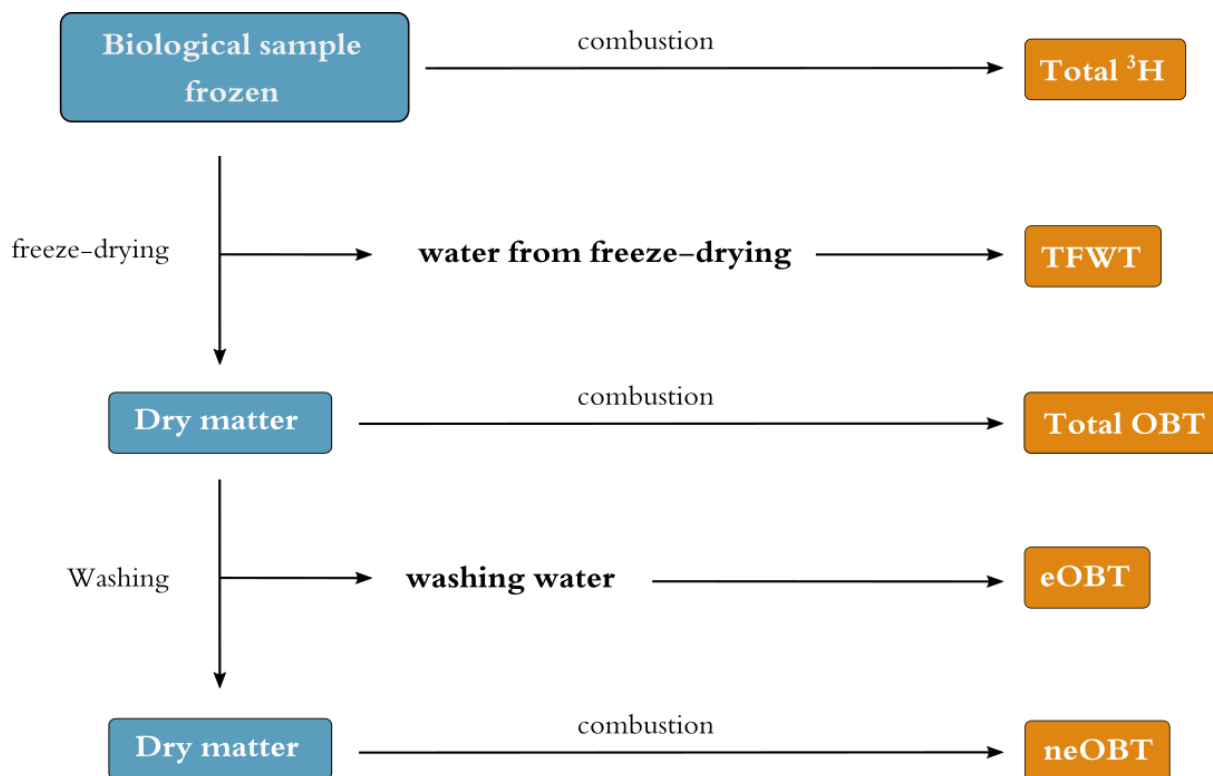 Biological sample
frozen
combustion
Total ³H
freeze–drying
water from freeze–drying
TFWT
Dry matter
combustion
Total OBT
Washing
washing water
eOBT
Dry matter
combustion
neOBT